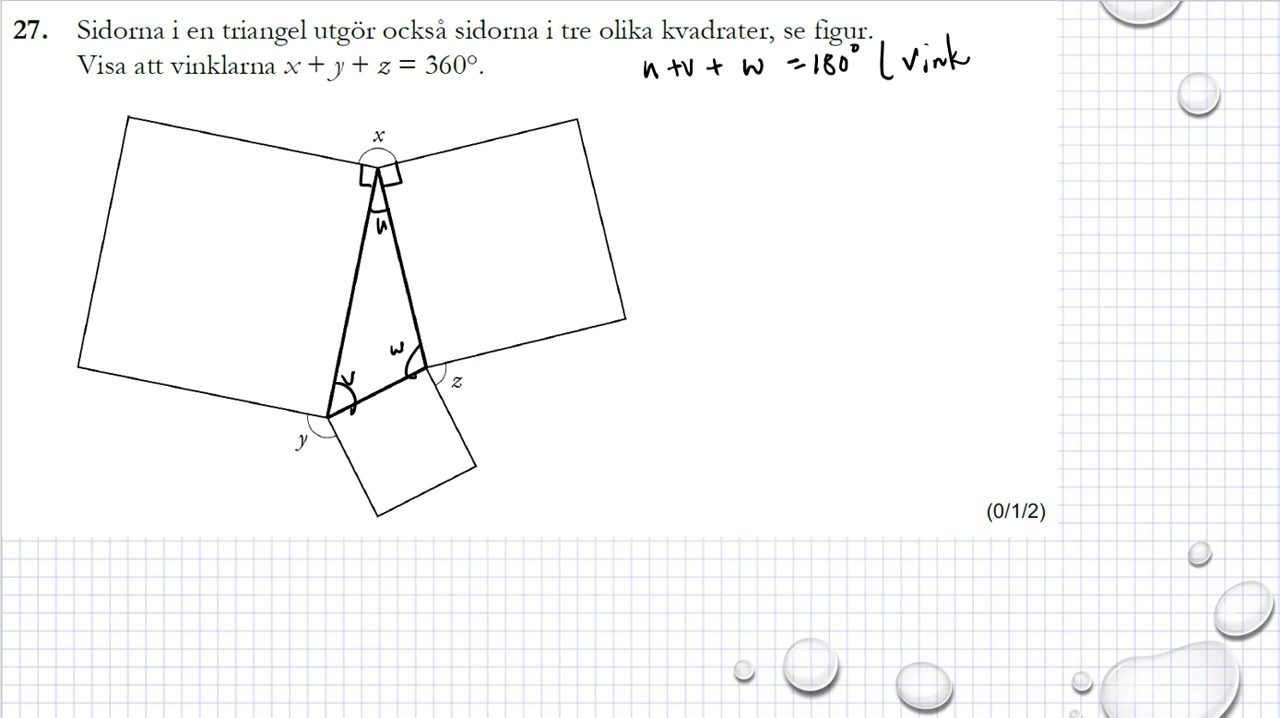 27. Sidorna i en triangel utgör också sidorna i tre olika kvadrater, se figur.
Visa att vinklarna x + y + z = 360°.
u + v + w = 180° ( vink
x
u
w
v
z
y
(0/1/2)